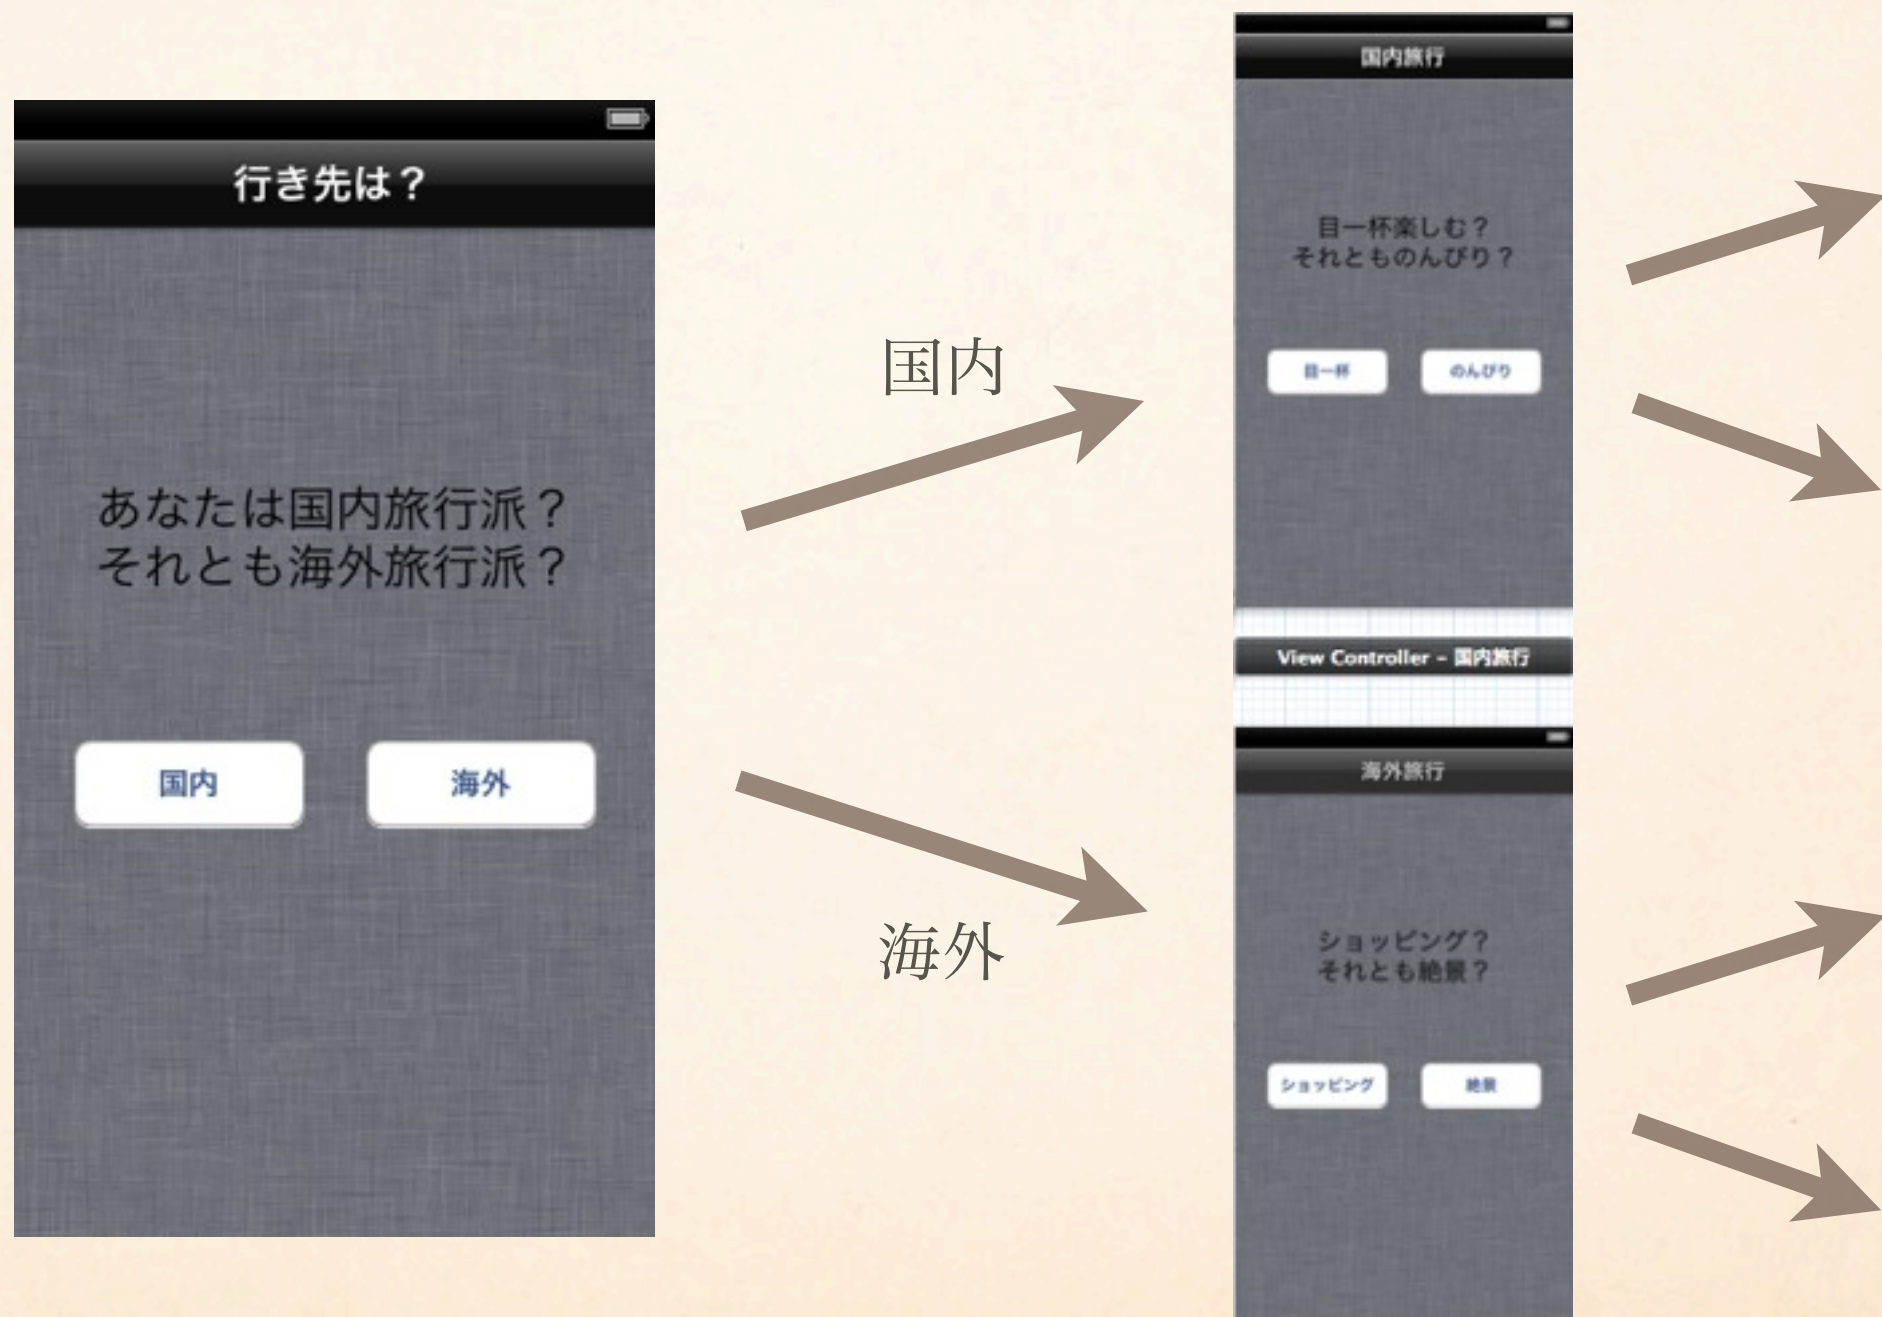 行き先は？
あなたは国内旅行派？
それとも海外旅行派？
国内
海外
国内
海外
国内旅行
目一杯楽しむ？
それとものんびり？
目一杯
のんびり
View Controller – 国内旅行
海外旅行
ショッピング？
それとも絶景？
ショッピング
絶景